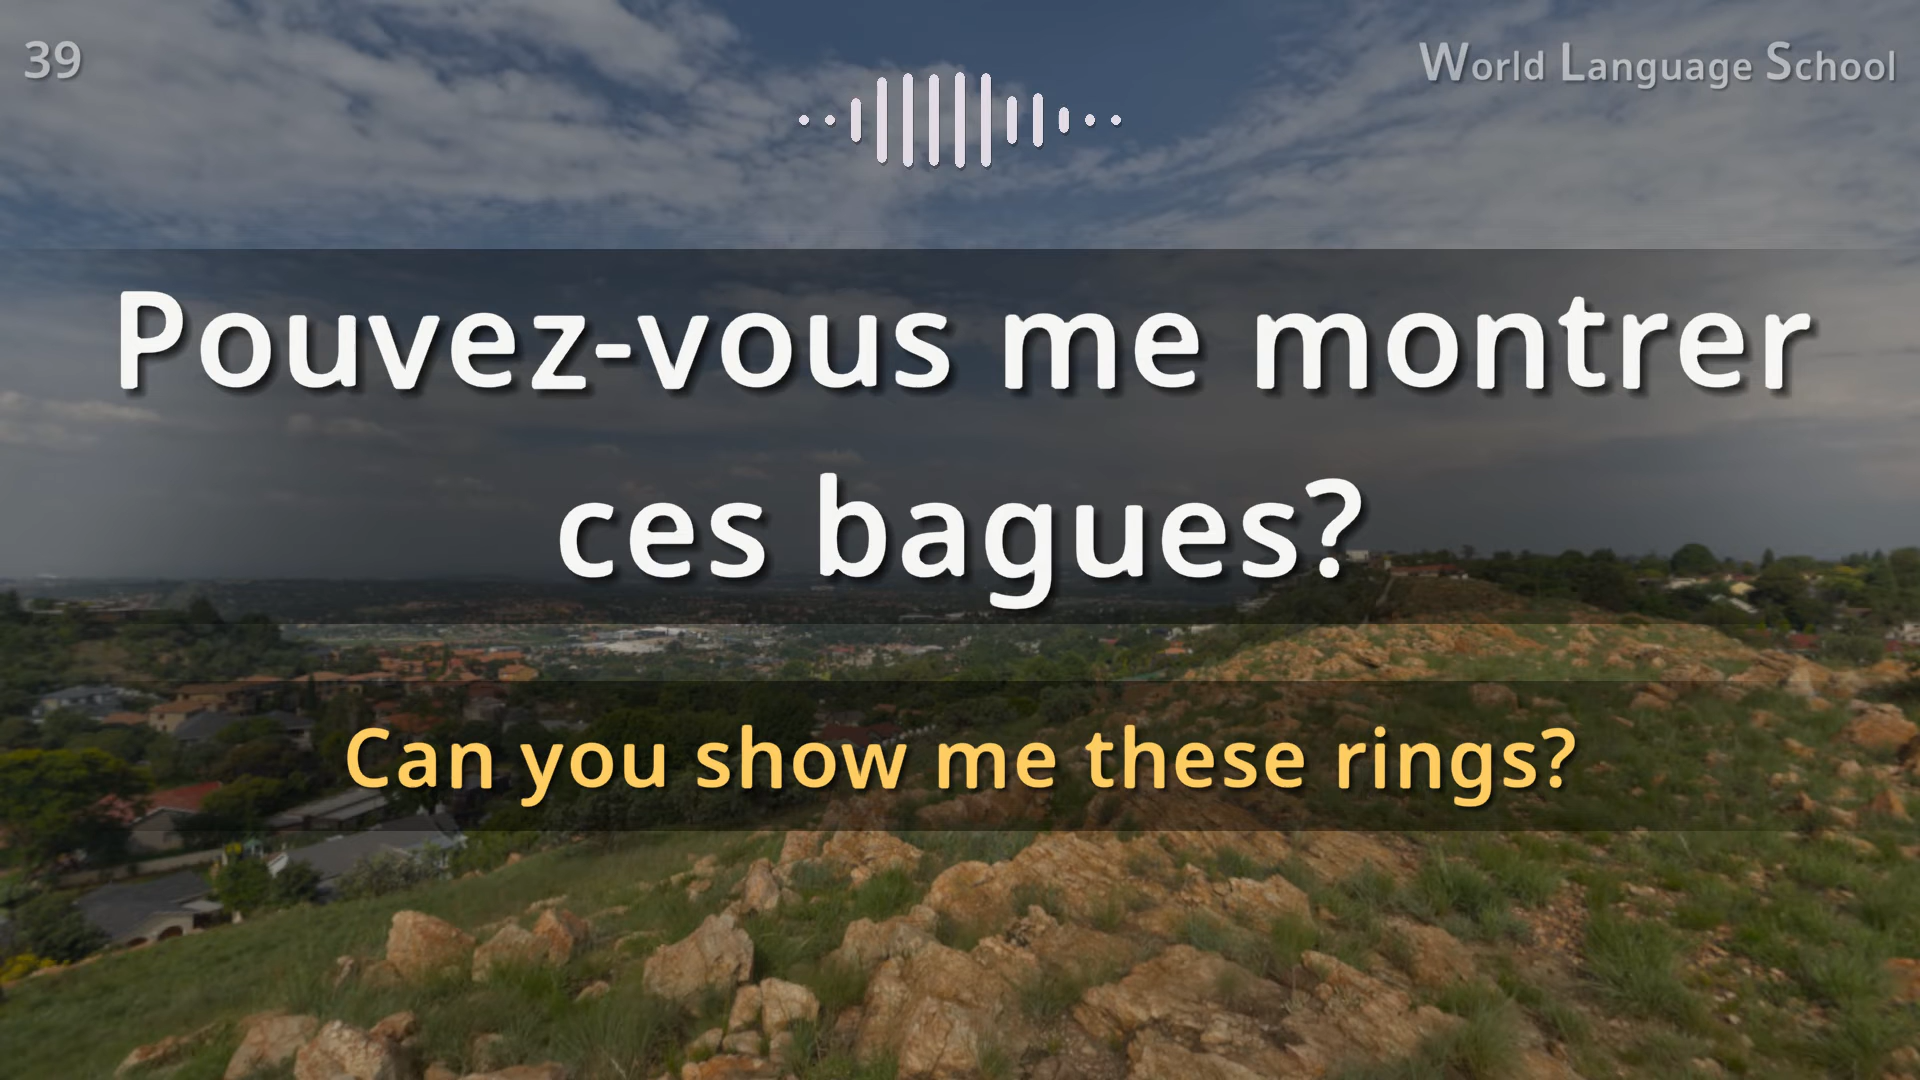 39
World Language School
Pouvez-vous me montrer
ces bagues?
Can you show me these rings?